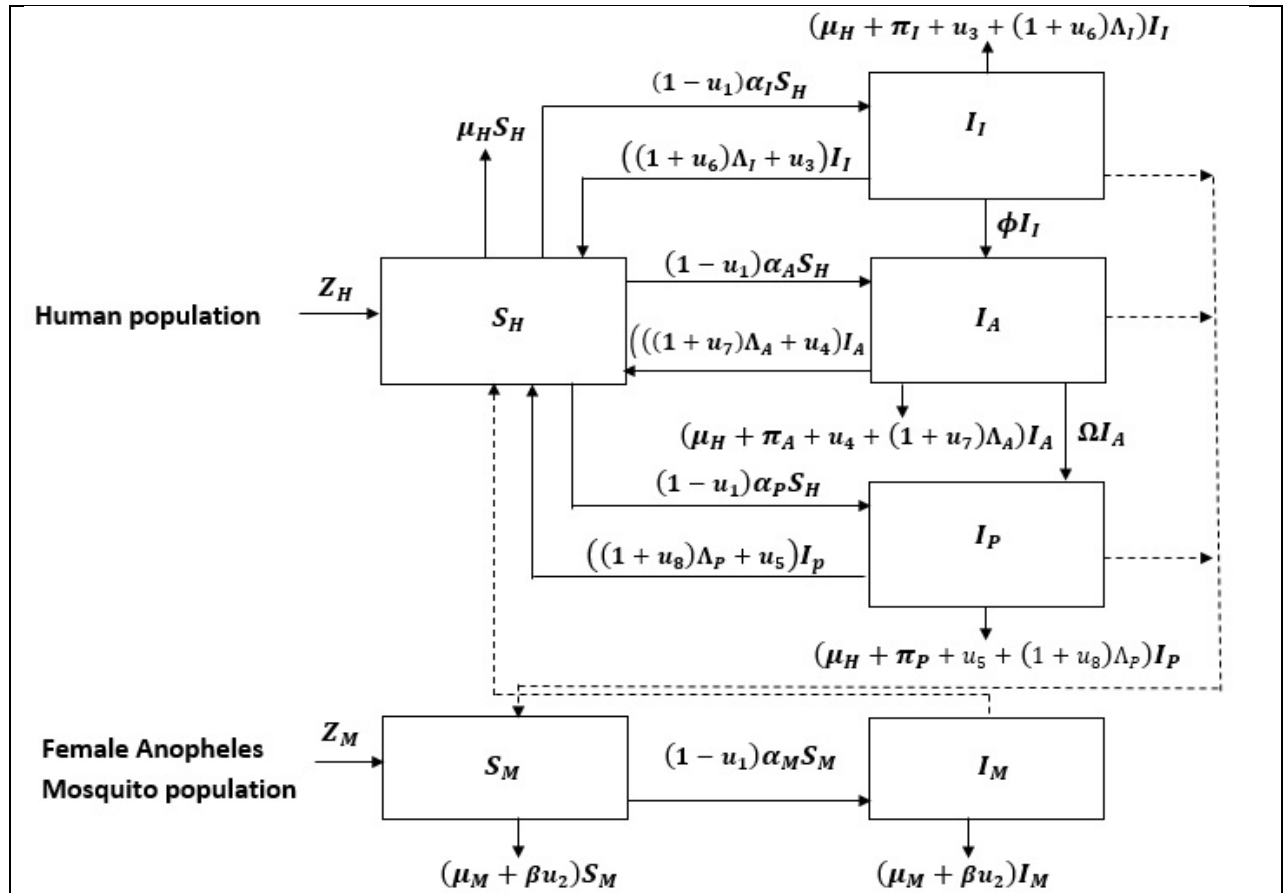 (μ_H + π_I + u_3 + (1 + u_6)Λ_I)I_I
(1 − u_1)α_I S_H
I_I
μ_H S_H
((1 + u_6)Λ_I + u_3)I_I
ϕI_I
(1 − u_1)α_A S_H
Z_H
Human population
S_H
I_A
(((1 + u_7)Λ_A + u_4)I_A
(μ_H + π_A + u_4 + (1 + u_7)Λ_A)I_A
ΩI_A
(1 − u_1)α_P S_H
I_P
((1 + u_8)Λ_P + u_5)I_p
(μ_H + π_P + u_5 + (1 + u_8)Λ_P)I_P
Z_M
Female Anopheles
Mosquito population
S_M
(1 − u_1)α_M S_M
I_M
(μ_M + βu_2)S_M
(μ_M + βu_2)I_M